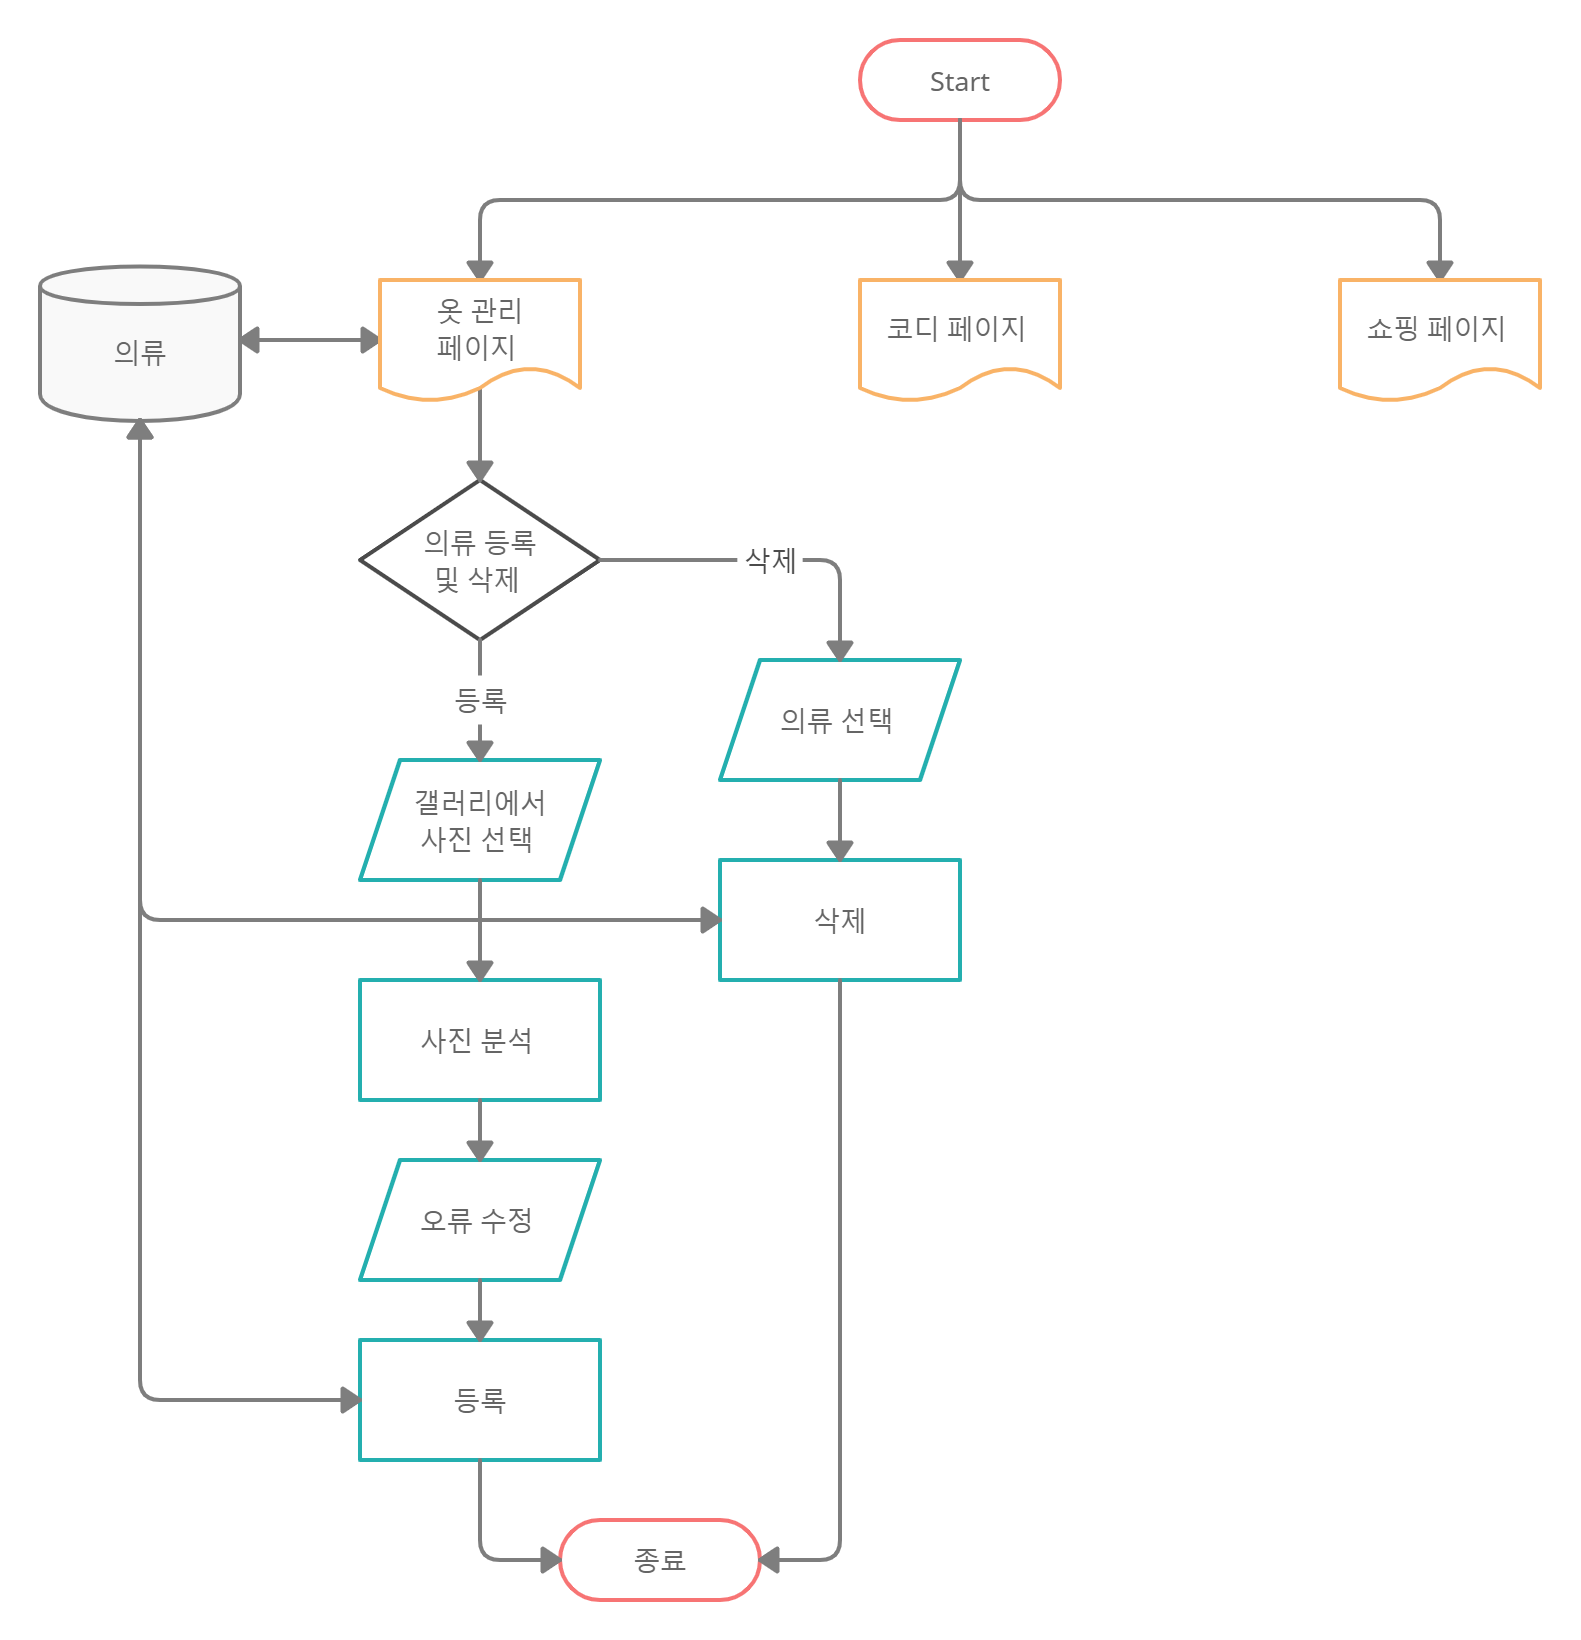 Start
옷 관리
페이지
코디 페이지
쇼핑 페이지
의류
의류 등록
및 삭제
삭제
등록
의류 선택
갤러리에서
사진 선택
삭제
사진 분석
오류 수정
등록
종료